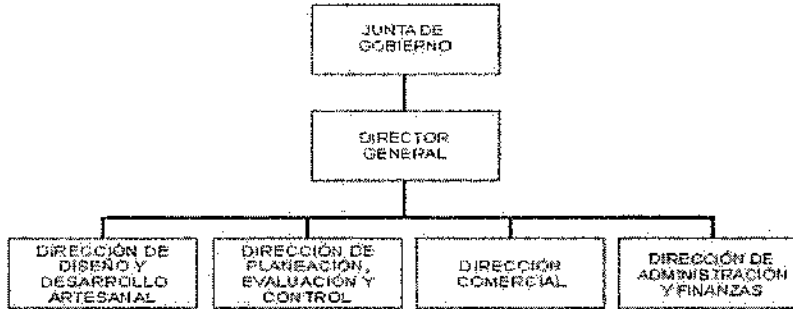 JUNTA DE
GOBIERNO
DIRECTOR
GENERAL
DIRECCIÓN DE
DISEÑO Y
DESARROLLO
ARTESANAL
DIRECCIÓN DE
PLANEACIÓN,
EVALUACIÓN Y
CONTROL
DIRECCIÓN
COMERCIAL
DIRECCIÓN DE
ADMINISTRACIÓN
Y FINANZAS